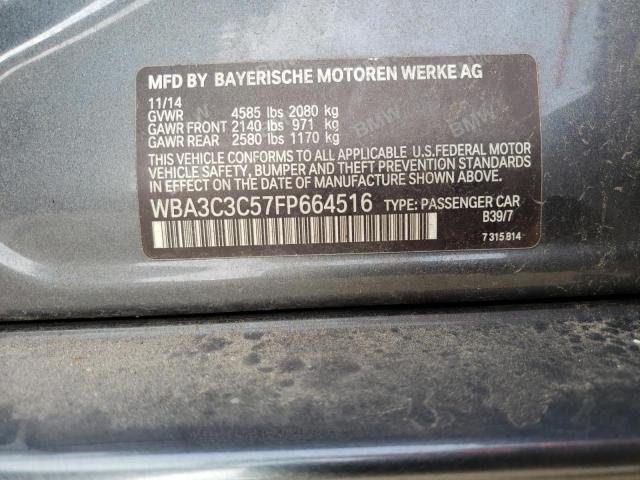 MFD BY BAYERISCHE MOTOREN WERKE AG
11/14
GVWR 4585 lbs 2080 kg
GAWR FRONT 2140 lbs 971 kg
GAWR REAR 2580 lbs 1170 kg
THIS VEHICLE CONFORMS TO ALL APPLICABLE U.S.FEDERAL MOTOR
VEHICLE SAFETY, BUMPER AND THEFT PREVENTION STANDARDS
IN EFFECT ON THE DATE OF
MANUFACTURE SHOWN ABOVE.
WBA3C3C57FP664516 TYPE: PASSENGER CAR
B39/7
7 315 814
BMW
BMW